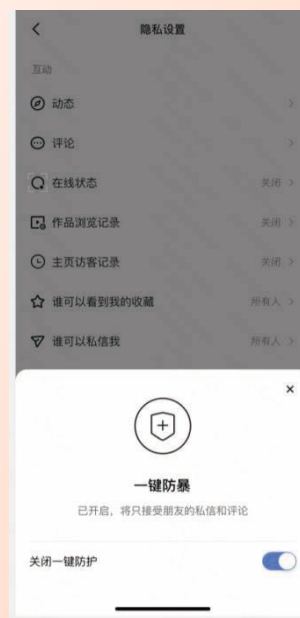 隐私设置
互动
动态
评论
在线状态 关闭
作品浏览记录 关闭
主页访客记录 关闭
谁可以看到我的收藏 所有人
谁可以私信我 所有人
一键防暴
已开启，将只接受朋友的私信和评论
关闭一键防护